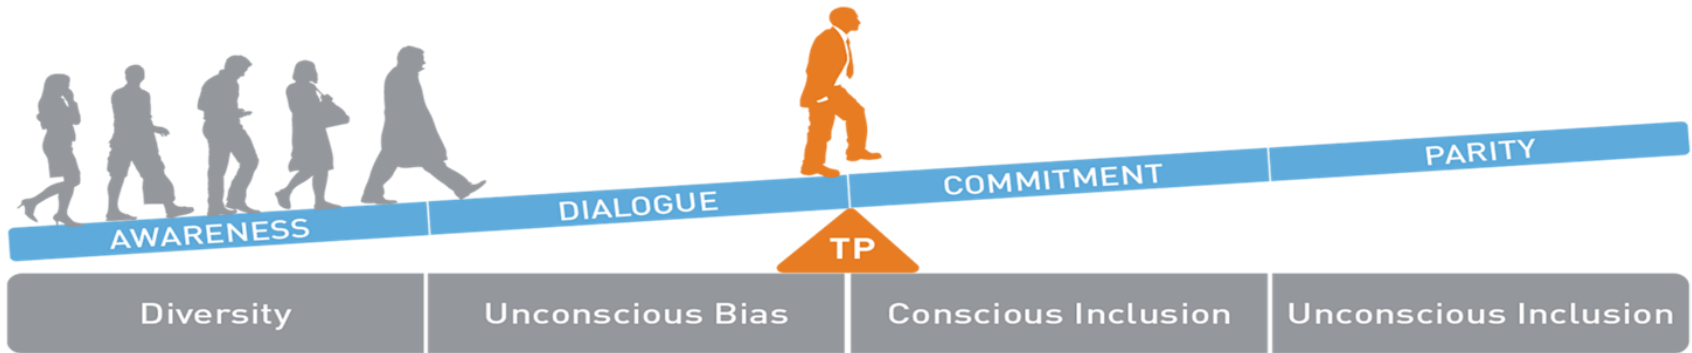 AWARENESS
DIALOGUE
COMMITMENT
PARITY
TP
Diversity
Unconscious Bias
Conscious Inclusion
Unconscious Inclusion